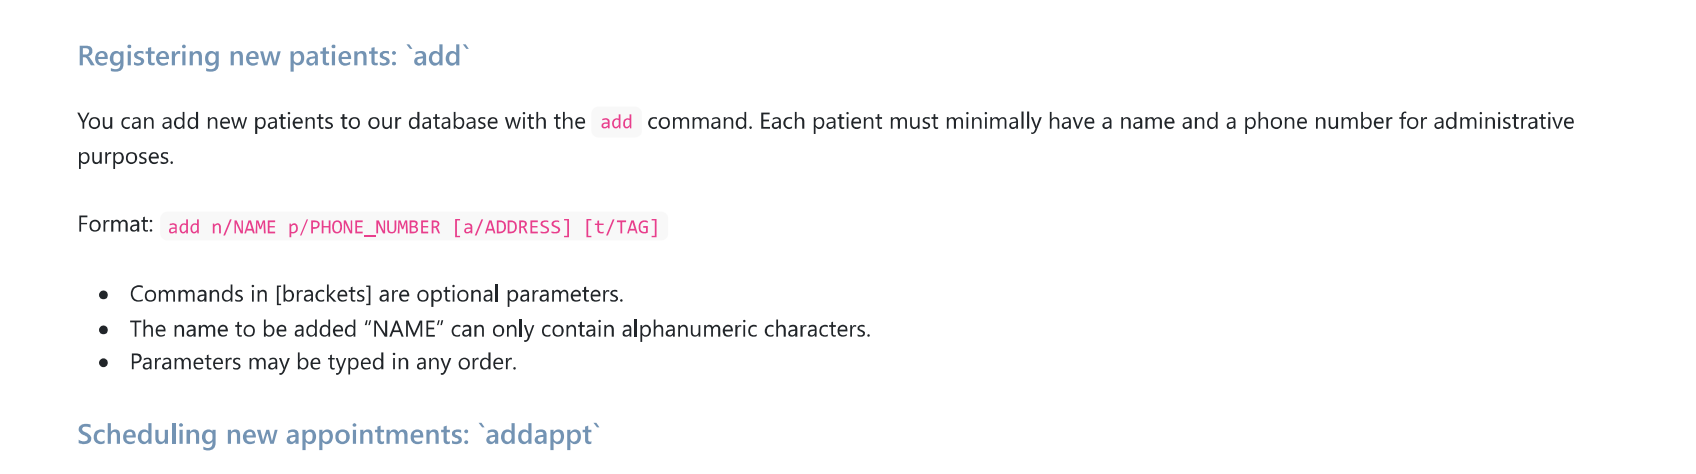 Registering new patients: `add`
You can add new patients to our database with the add command. Each patient must minimally have a name and a phone number for administrative
purposes.
Format: add n/NAME p/PHONE_NUMBER [a/ADDRESS] [t/TAG]
• Commands in [brackets] are optional parameters.
• The name to be added “NAME” can only contain alphanumeric characters.
• Parameters may be typed in any order.
Scheduling new appointments: `addappt`